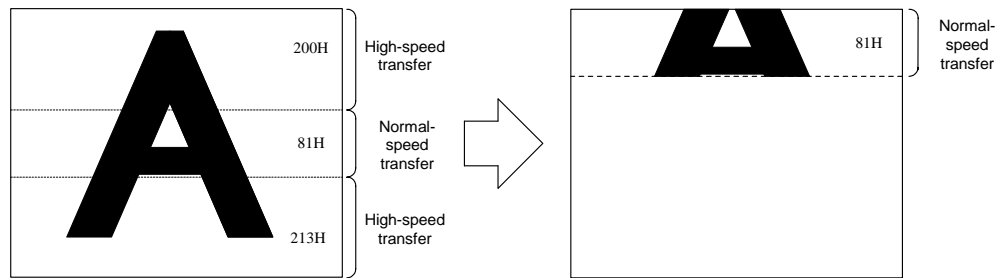 200H
High-speed
transfer
81H
Normal-
speed
transfer
213H
High-speed
transfer
81H
Normal-
speed
transfer